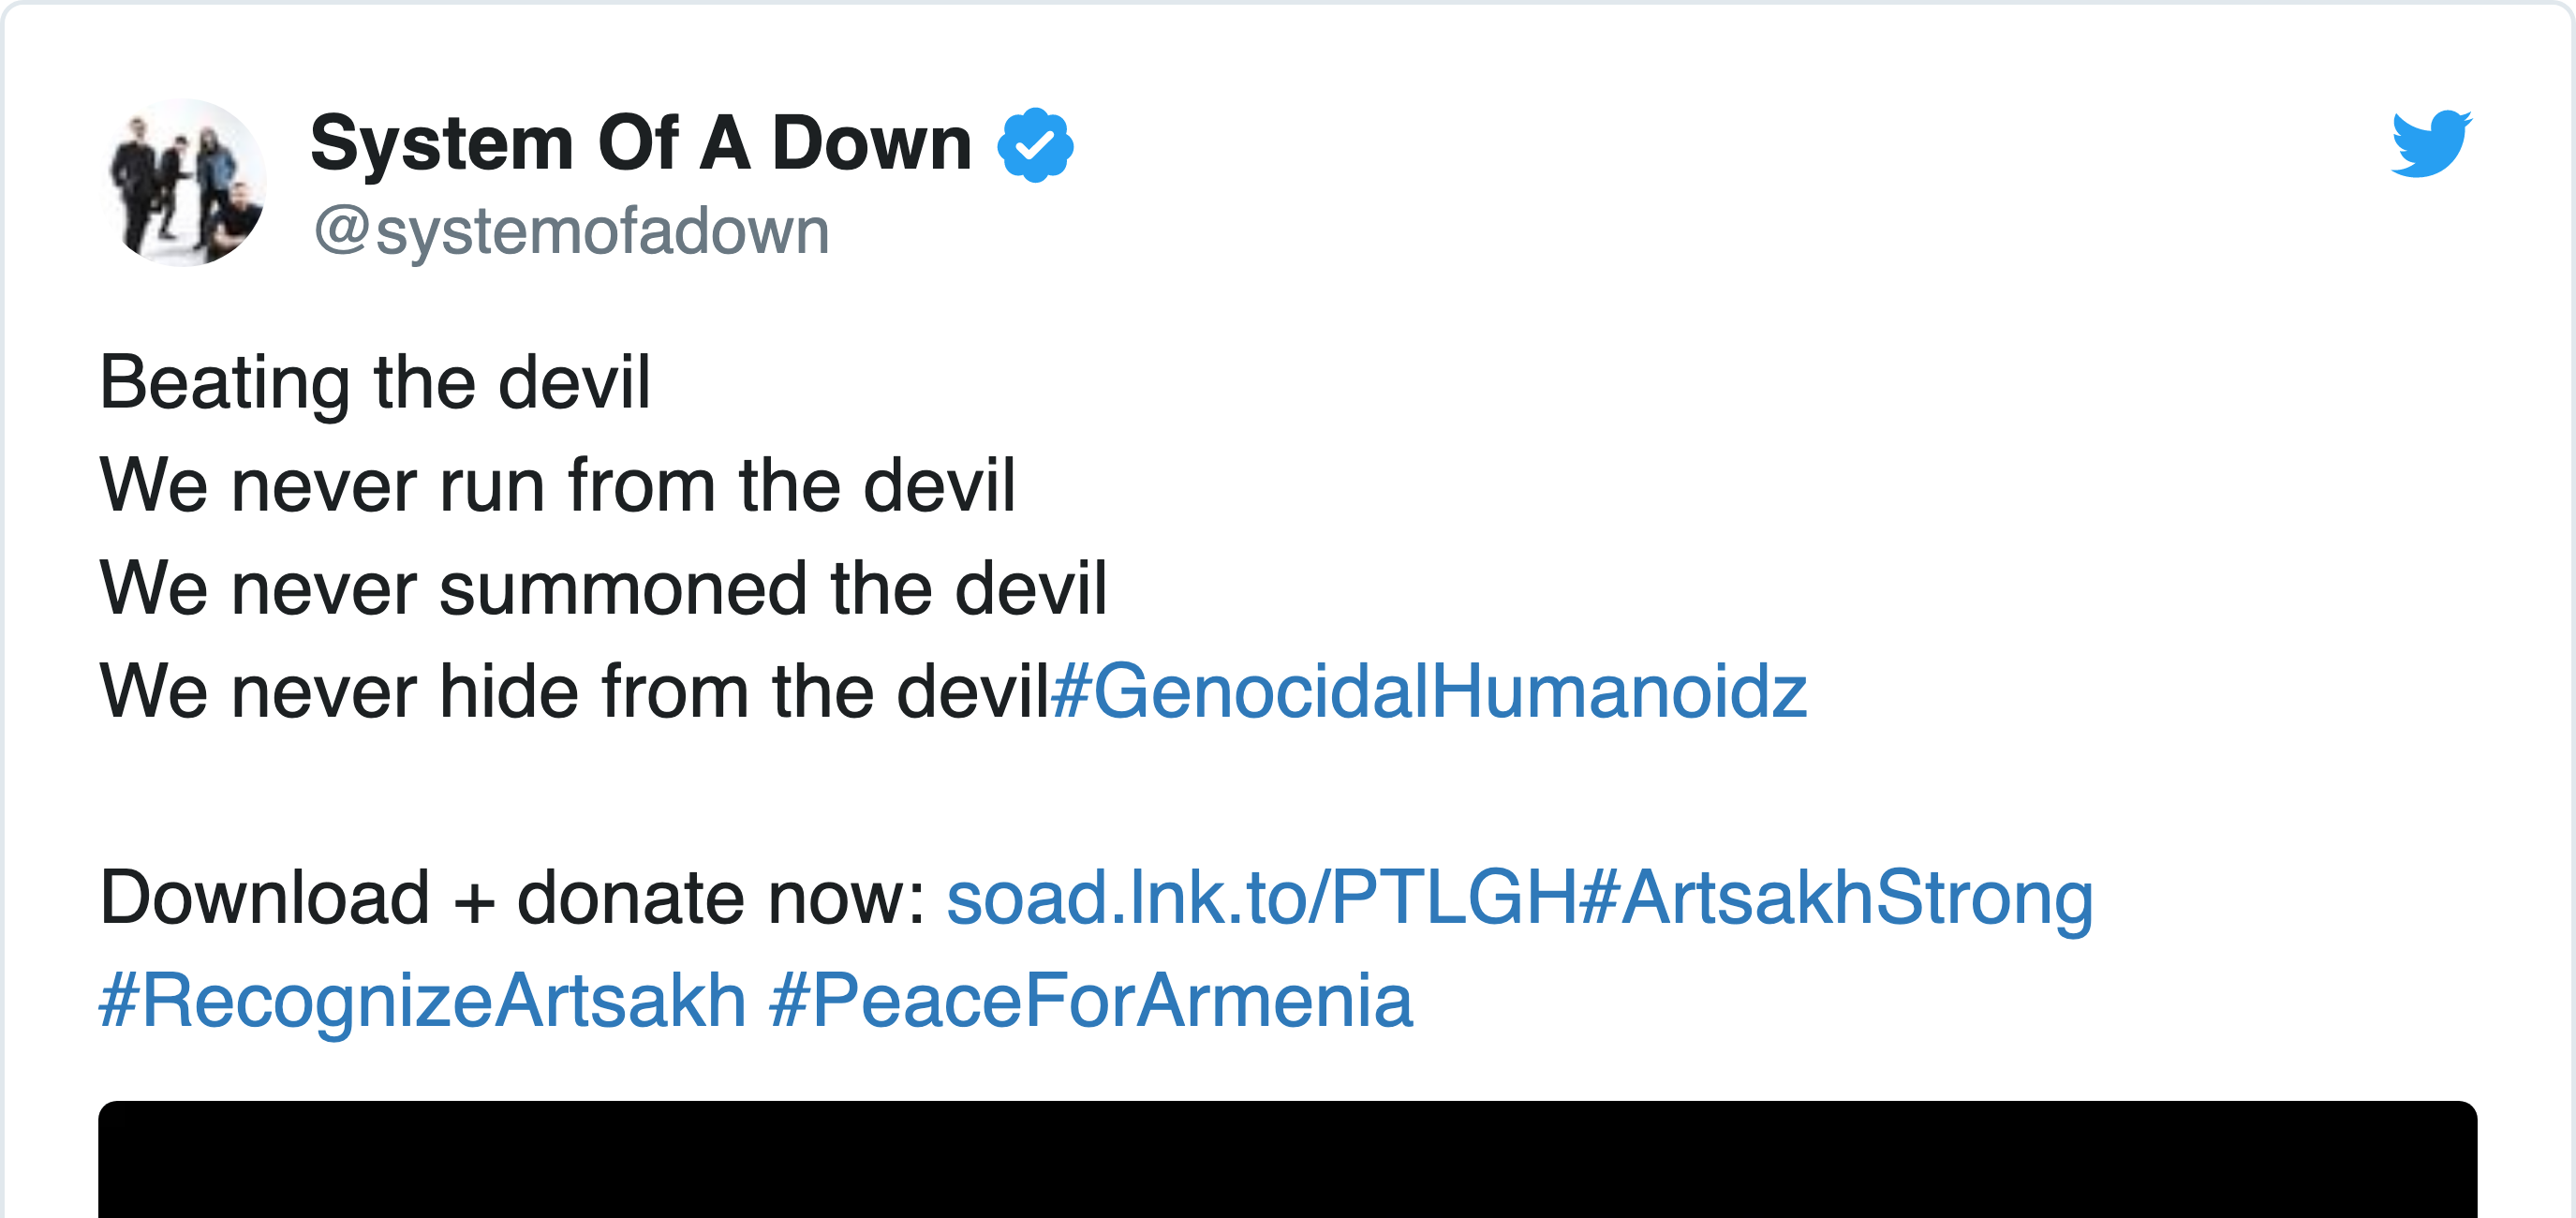 System Of A Down
@systemofadown
Beating the devil
We never run from the devil
We never summoned the devil
We never hide from the devil#GenocidalHumanoidz
Download + donate now: soad.lnk.to/PTLGH#ArtsakhStrong
#RecognizeArtsakh #PeaceForArmenia